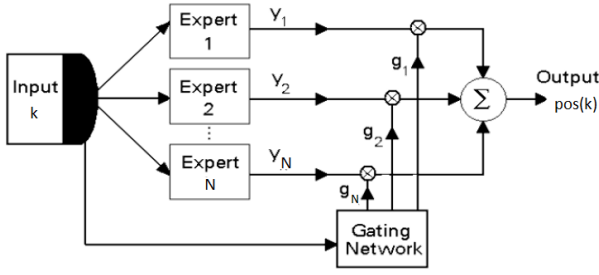 Input
k
Expert
1
y1
g1
Expert
2
y2
g2
⋮
Expert
N
yN
gN
Σ
Output
pos(k)
Gating
Network